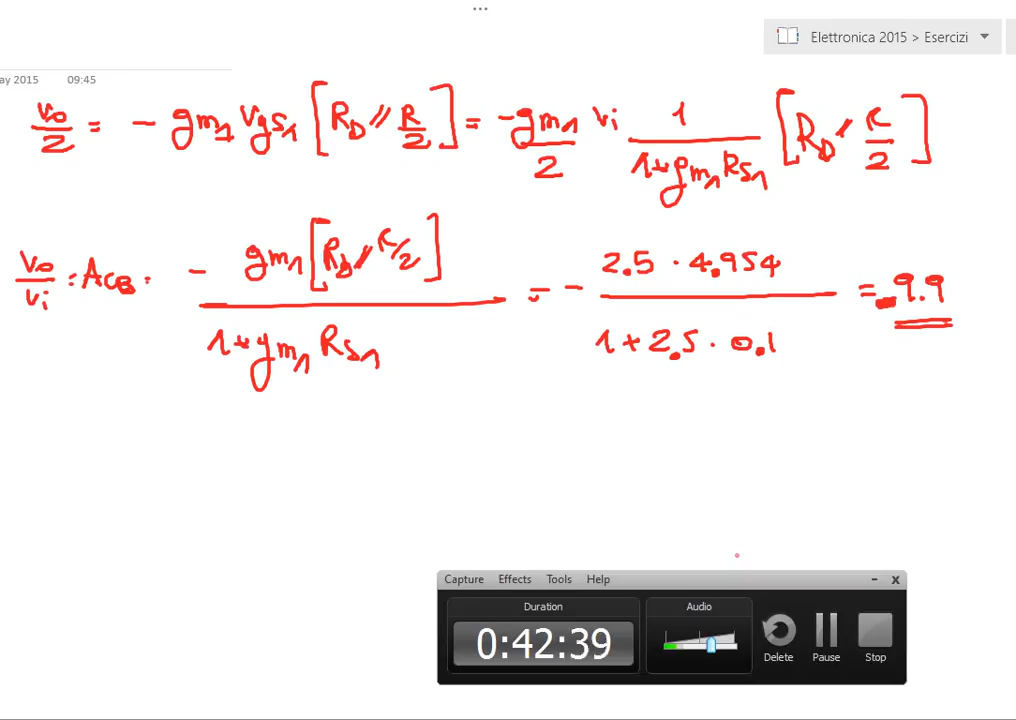 ...
Elettronica 2015 > Esercizi
ay 2015 09:45
vo/2 = - gm1 vgs1 [RD // R/2] = - gm1/2 vi 1/(1+gm1 RS1) [RD // R/2]
vo/vi = ACB = - gm1 [RD // R/2] / (1+gm1 RS1) = - 2.5 · 4.954 / (1+2.5 · 0.1) = -9.9
Capture Effects Tools Help - x
Duration Audio
0:42:39
Delete Pause Stop